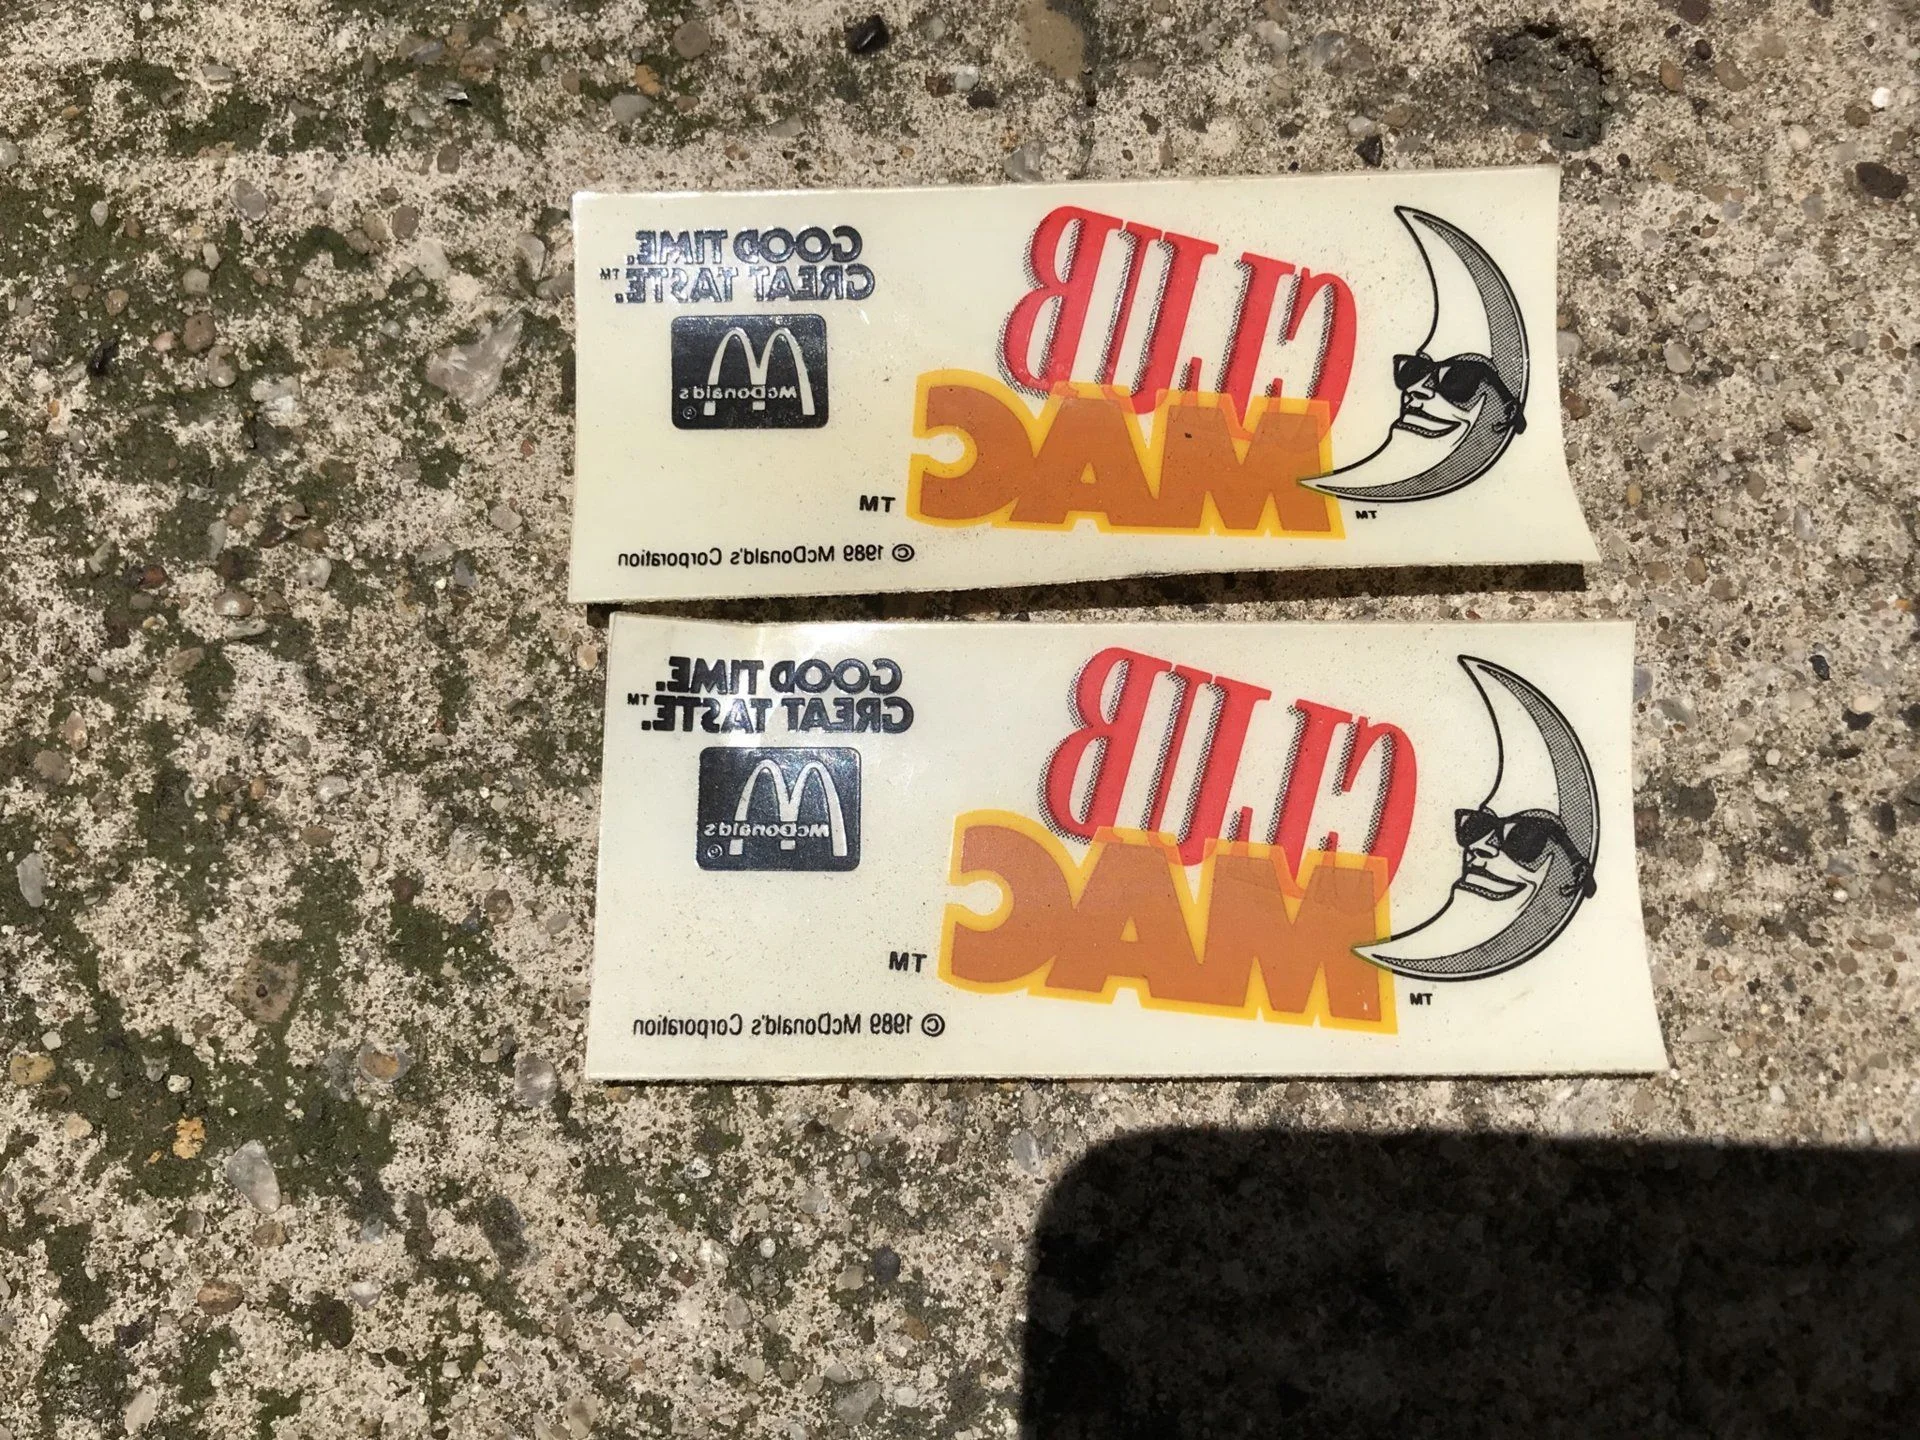 GOOD TIME.
GREAT TASTE.™
McDonald's
®
CLUB
MAC
TM
TM
© 1989 McDonald's Corporation
GOOD TIME.
GREAT TASTE.™
McDonald's
®
CLUB
MAC
TM
TM
© 1989 McDonald's Corporation